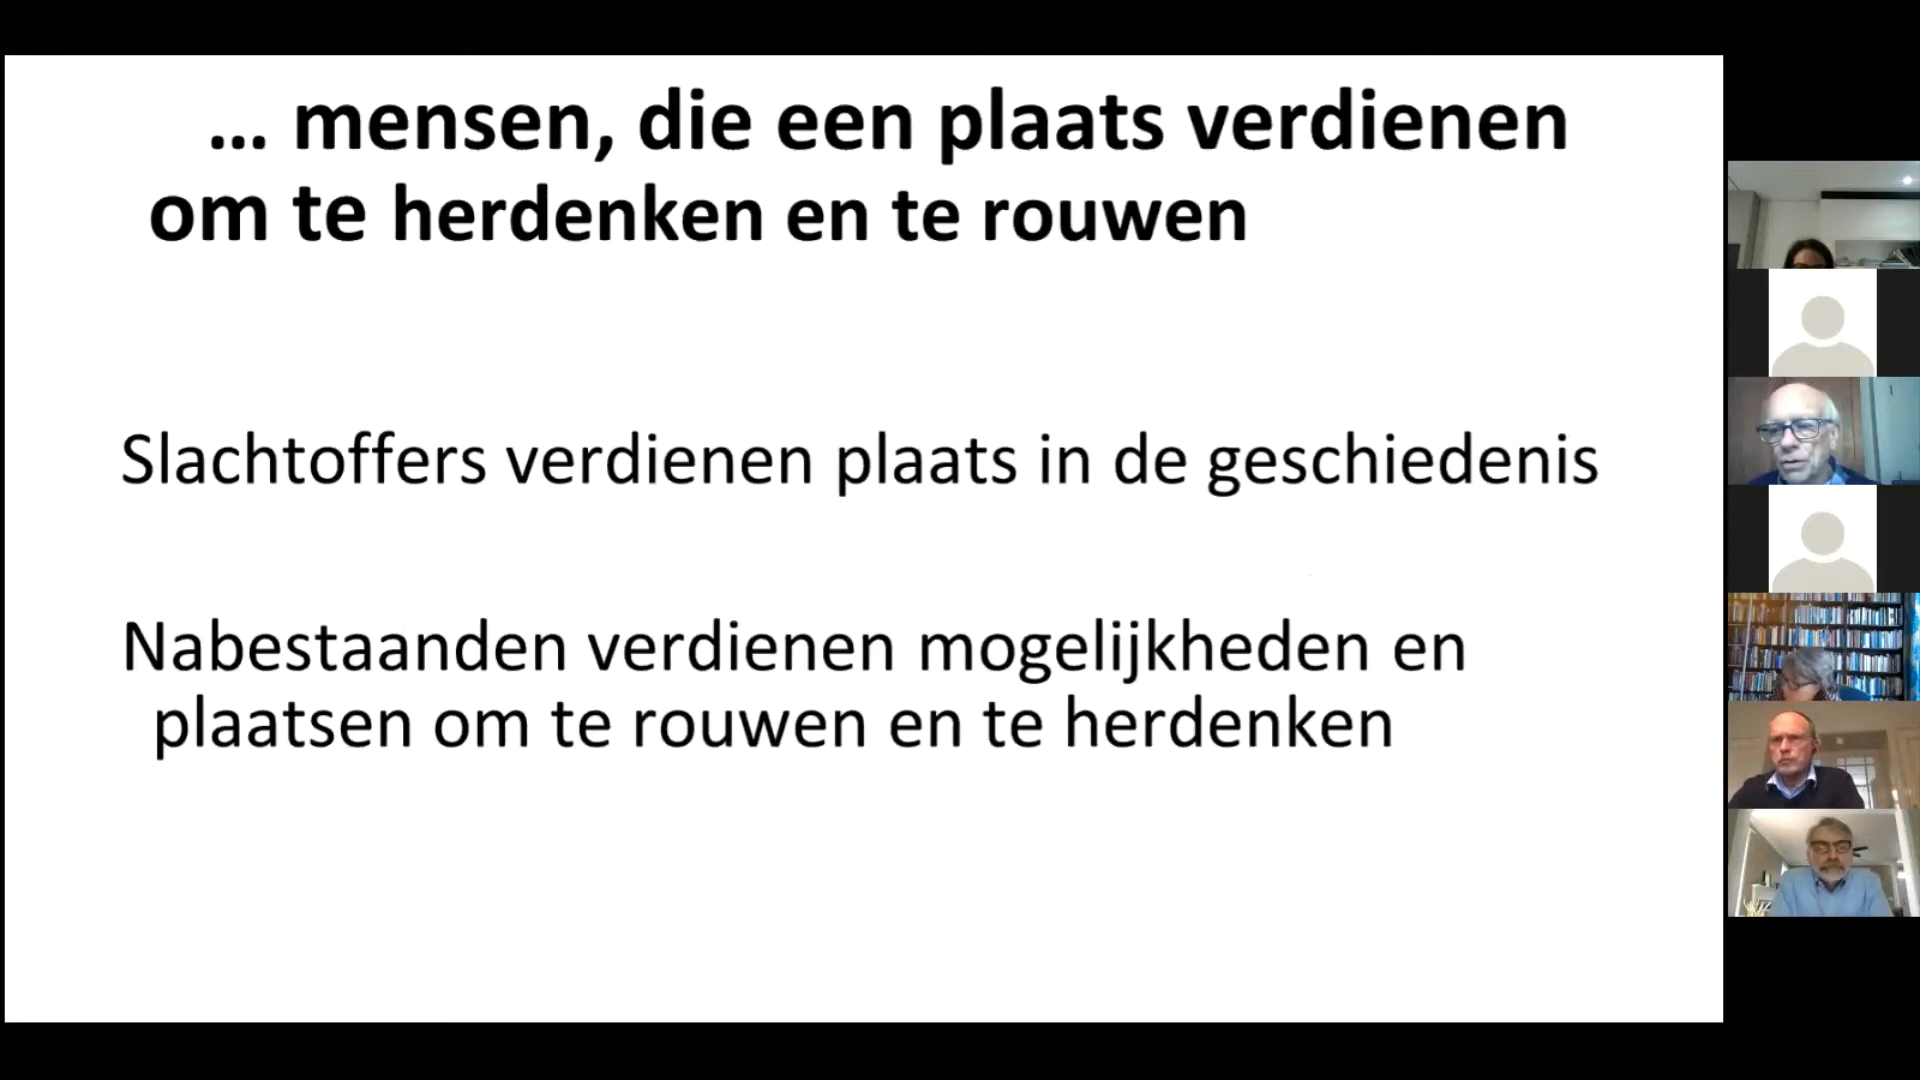 ... mensen, die een plaats verdienen
om te herdenken en te rouwen
Slachtoffers verdienen plaats in de geschiedenis
Nabestaanden verdienen mogelijkheden en
plaatsen om te rouwen en te herdenken